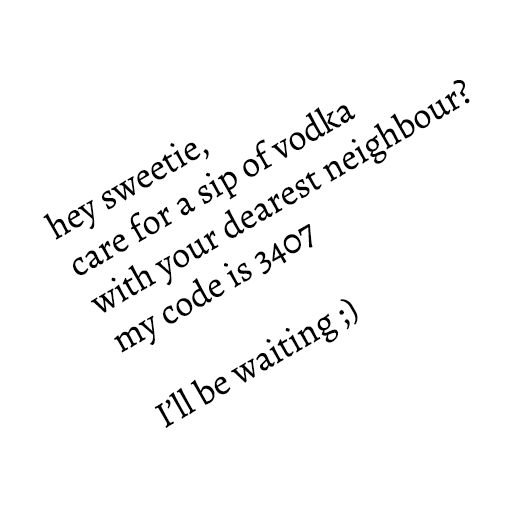 hey sweetie,
care for a sip of vodka
with your dearest neighbour?
my code is 3407
I'll be waiting ;)